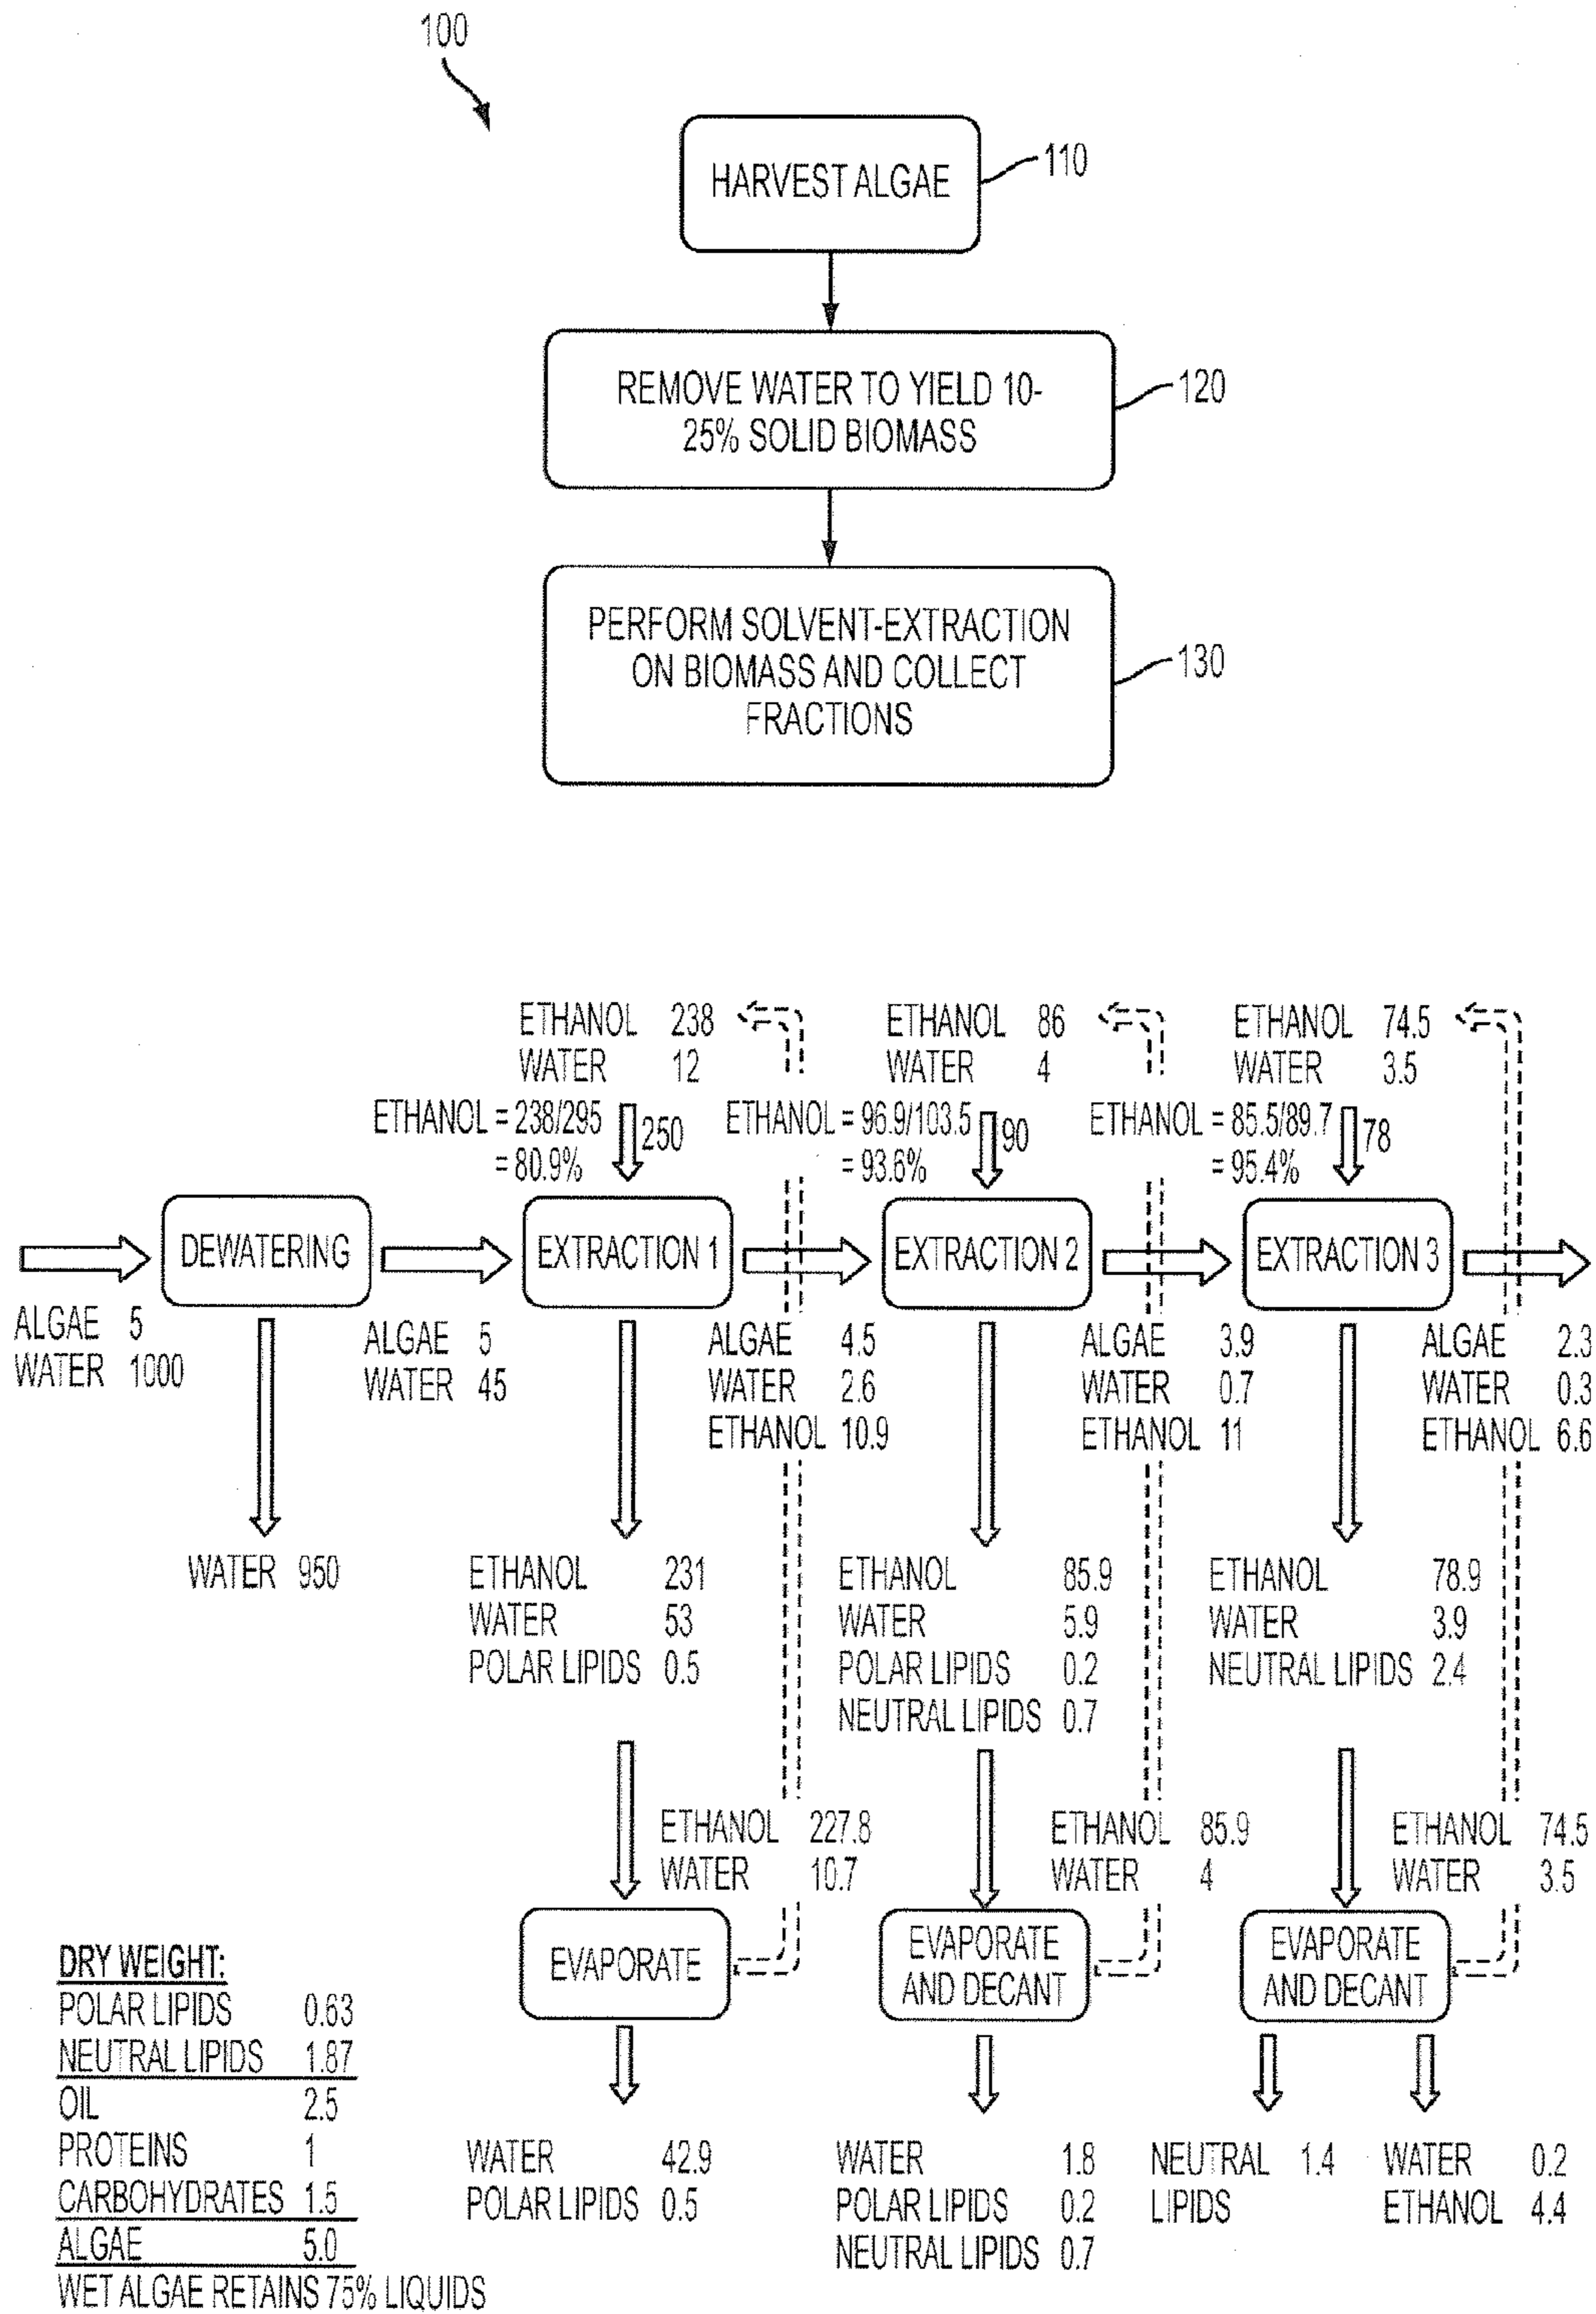 100
HARVEST ALGAE
110
REMOVE WATER TO YIELD 10-
25% SOLID BIOMASS
120
PERFORM SOLVENT-EXTRACTION
ON BIOMASS AND COLLECT
FRACTIONS
130
ETHANOL 238
WATER 12
ETHANOL = 238/295
= 80.9%
250
ETHANOL 86
WATER 4
ETHANOL = 96.9/103.5
= 93.6%
90
ETHANOL 74.5
WATER 3.5
ETHANOL = 85.5/89.7
= 95.4%
78
DEWATERING
EXTRACTION 1
EXTRACTION 2
EXTRACTION 3
ALGAE 5
WATER 1000
ALGAE 5
WATER 45
ALGAE 4.5
WATER 2.6
ETHANOL 10.9
ALGAE 3.9
WATER 0.7
ETHANOL 11
ALGAE 2.3
WATER 0.3
ETHANOL 6.6
WATER 950
ETHANOL 231
WATER 53
POLAR LIPIDS 0.5
ETHANOL 85.9
WATER 5.9
POLAR LIPIDS 0.2
NEUTRAL LIPIDS 0.7
ETHANOL 78.9
WATER 3.9
NEUTRAL LIPIDS 2.4
ETHANOL 227.8
WATER 10.7
ETHANOL 85.9
WATER 4
ETHANOL 74.5
WATER 3.5
EVAPORATE
EVAPORATE
AND DECANT
EVAPORATE
AND DECANT
WATER 42.9
POLAR LIPIDS 0.5
WATER 1.8
POLAR LIPIDS 0.2
NEUTRAL LIPIDS 0.7
NEUTRAL 1.4
LIPIDS
WATER 0.2
ETHANOL 4.4
DRY WEIGHT:
POLAR LIPIDS 0.63
NEUTRAL LIPIDS 1.87
OIL 2.5
PROTEINS 1
CARBOHYDRATES 1.5
ALGAE 5.0
WET ALGAE RETAINS 75% LIQUIDS